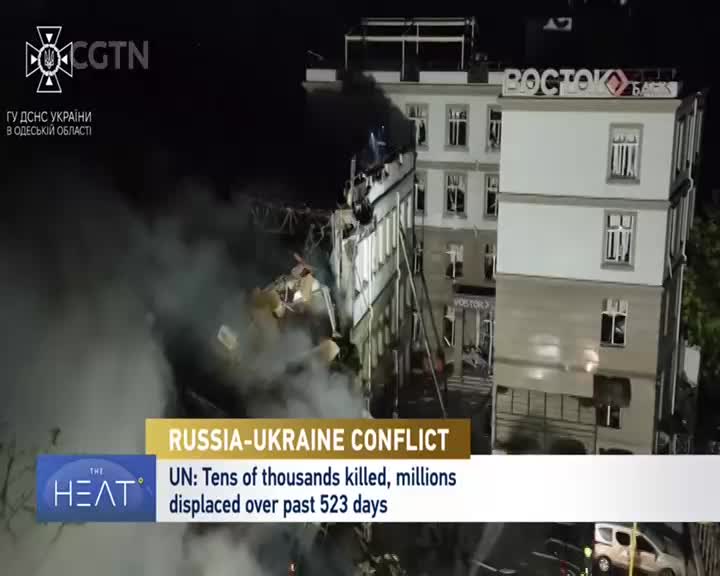 CGTN
ГУ ДСНС УКРАЇНИ
В ОДЕСЬКІЙ ОБЛАСТІ
ВОСТОК БАНК
ВОСТОК
RUSSIA-UKRAINE CONFLICT
THE
HEAT
UN: Tens of thousands killed, millions
displaced over past 523 days